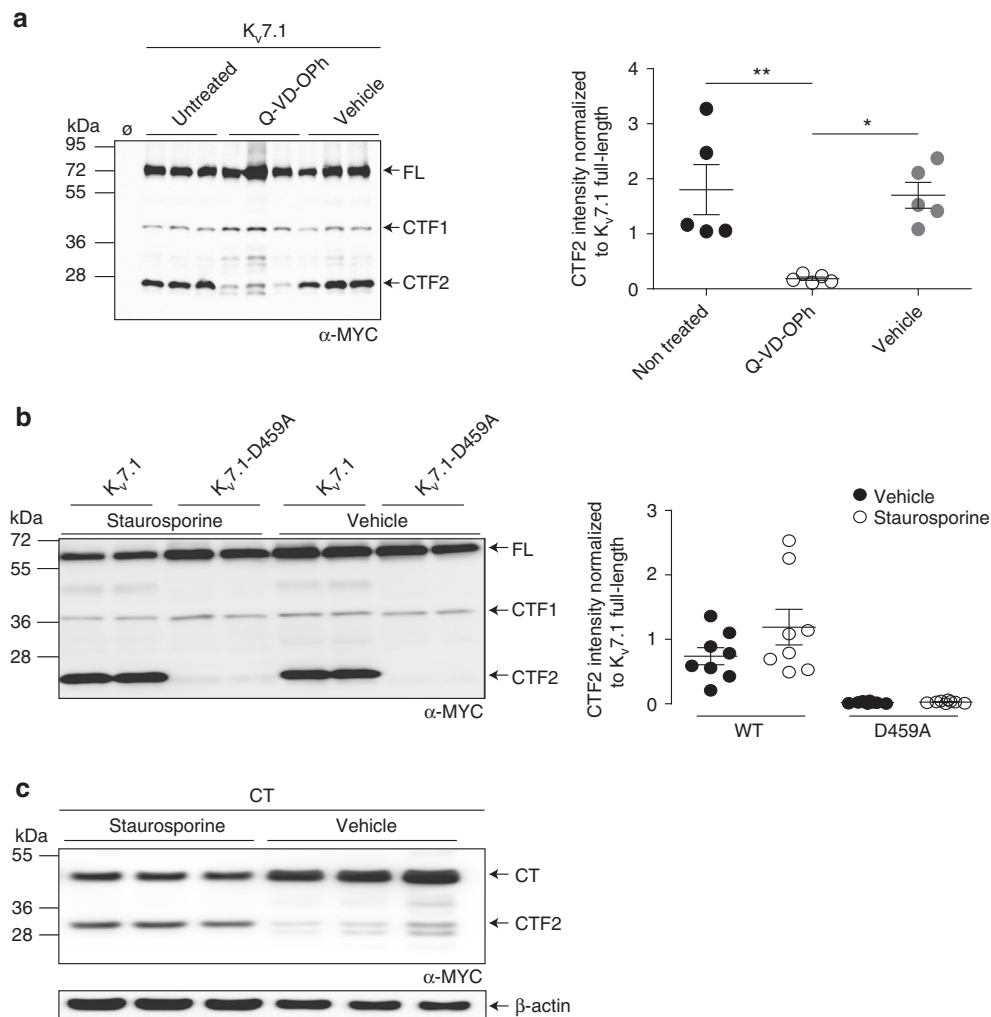 a
Kv7.1
Untreated
Q-VD-OPh
Vehicle
kDa
ø
95
72
55
36
28
FL
CTF1
CTF2
α-MYC
CTF2 intensity normalized
to Kv7.1 full-length
4
3
2
1
0
**
*
Non treated
Q-VD-OPh
Vehicle
b
Kv7.1
Kv7.1-D459A
Kv7.1
Kv7.1-D459A
kDa
Staurosporine
Vehicle
72
55
36
28
FL
CTF1
CTF2
α-MYC
CTF2 intensity normalized
to Kv7.1 full-length
Vehicle
Staurosporine
3
2
1
0
WT
D459A
c
CT
Staurosporine
Vehicle
kDa
55
36
28
CT
CTF2
α-MYC
β-actin